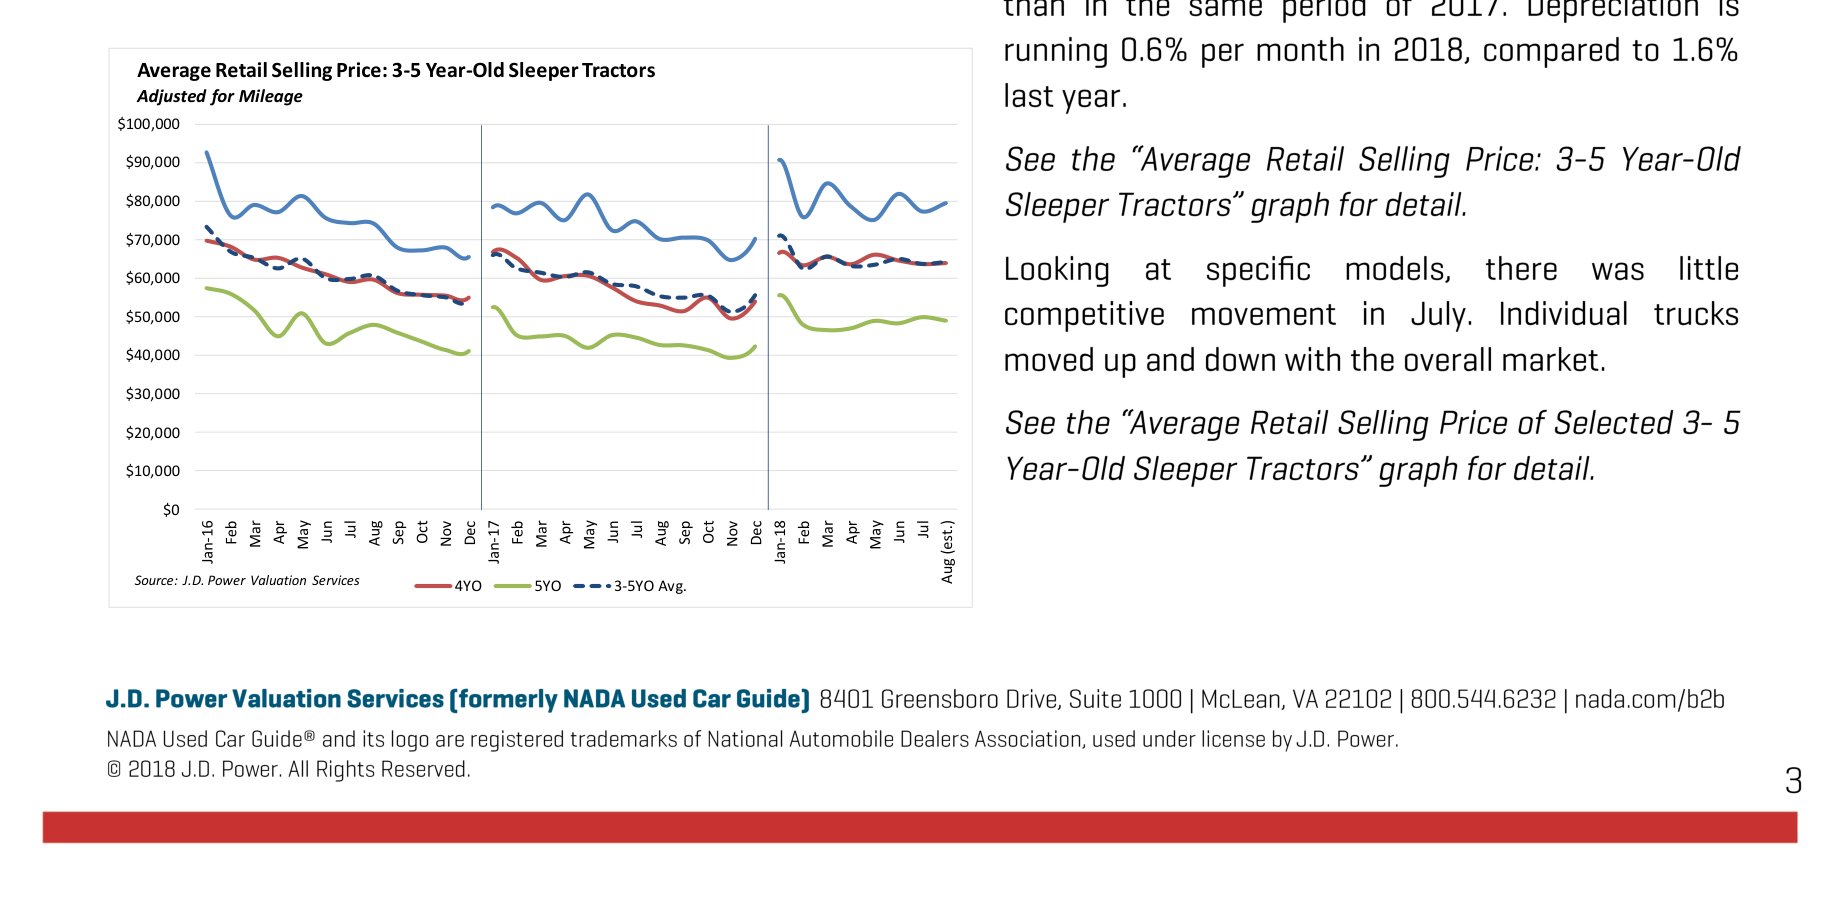 Average Retail Selling Price: 3-5 Year-Old Sleeper Tractors
Adjusted for Mileage
$100,000
$90,000
$80,000
$70,000
$60,000
$50,000
$40,000
$30,000
$20,000
$10,000
$0
Jan-16 Feb Mar Apr May Jun Jul Aug Sep Oct Nov Dec Jan-17 Feb Mar Apr May Jun Jul Aug Sep Oct Nov Dec Jan-18 Feb Mar Apr May Jun Jul Aug (est.)
Source: J.D. Power Valuation Services
4YO 5YO 3-5YO Avg.
than in the same period of 2017. Depreciation is
running 0.6% per month in 2018, compared to 1.6%
last year.
See the “Average Retail Selling Price: 3-5 Year-Old
Sleeper Tractors” graph for detail.
Looking at specific models, there was little
competitive movement in July. Individual trucks
moved up and down with the overall market.
See the “Average Retail Selling Price of Selected 3- 5
Year-Old Sleeper Tractors” graph for detail.
J.D. Power Valuation Services (formerly NADA Used Car Guide) 8401 Greensboro Drive, Suite 1000 | McLean, VA 22102 | 800.544.6232 | nada.com/b2b
NADA Used Car Guide® and its logo are registered trademarks of National Automobile Dealers Association, used under license by J.D. Power.
© 2018 J.D. Power. All Rights Reserved.
3